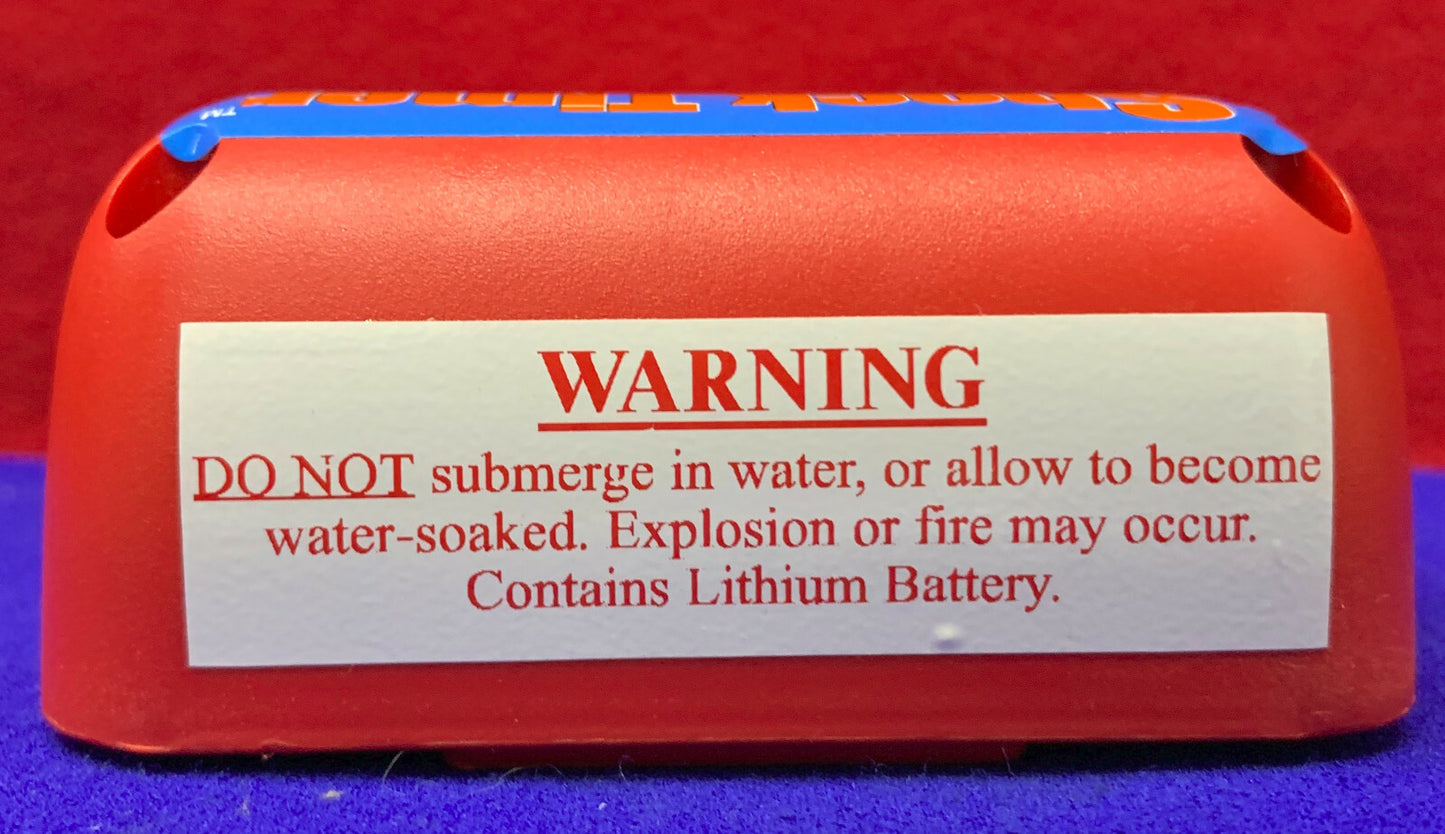 ™
WARNING
DO NOT submerge in water, or allow to become
water-soaked. Explosion or fire may occur.
Contains Lithium Battery.